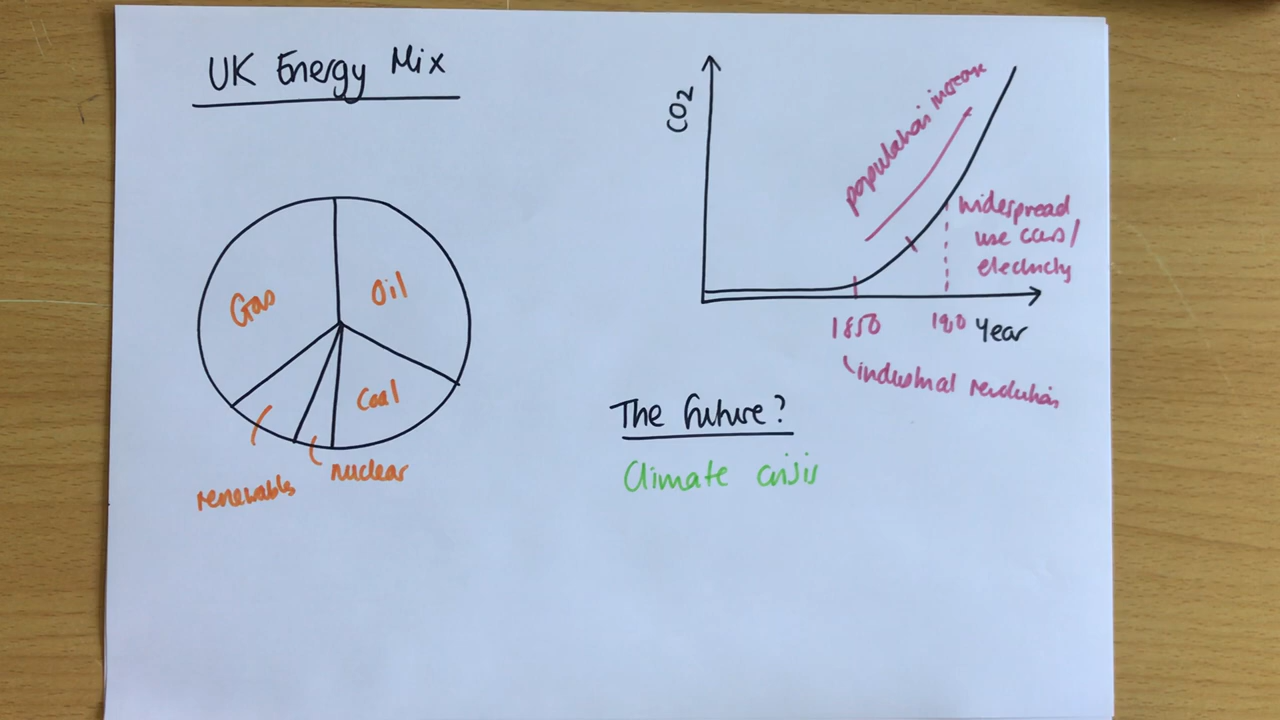 UK Energy Mix
Gas
Oil
Coal
renewables
nuclear
CO2
population increase
widespread
use cars/
electricity
1850
Year
industrial revolution
The Future?
Climate crisis